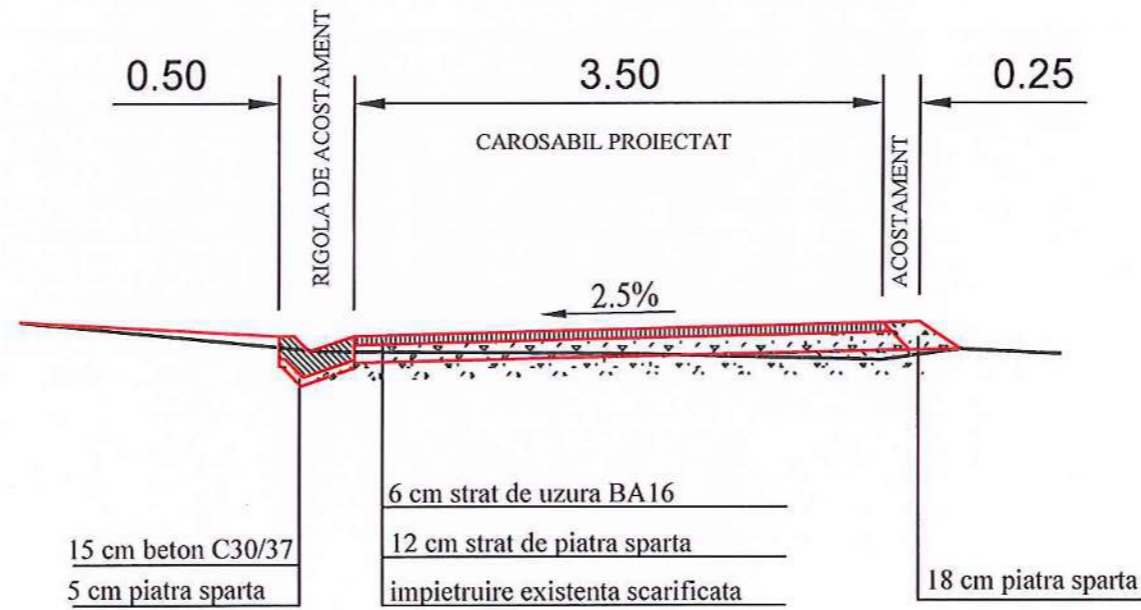 0.50
RIGOLA DE ACOSTAMENT
3.50
CAROSABIL PROIECTAT
ACOSTAMENT
0.25
2.5%
6 cm strat de uzura BA16
12 cm strat de piatra sparta
impietruire existenta scarificata
15 cm beton C30/37
5 cm piatra sparta
18 cm piatra sparta